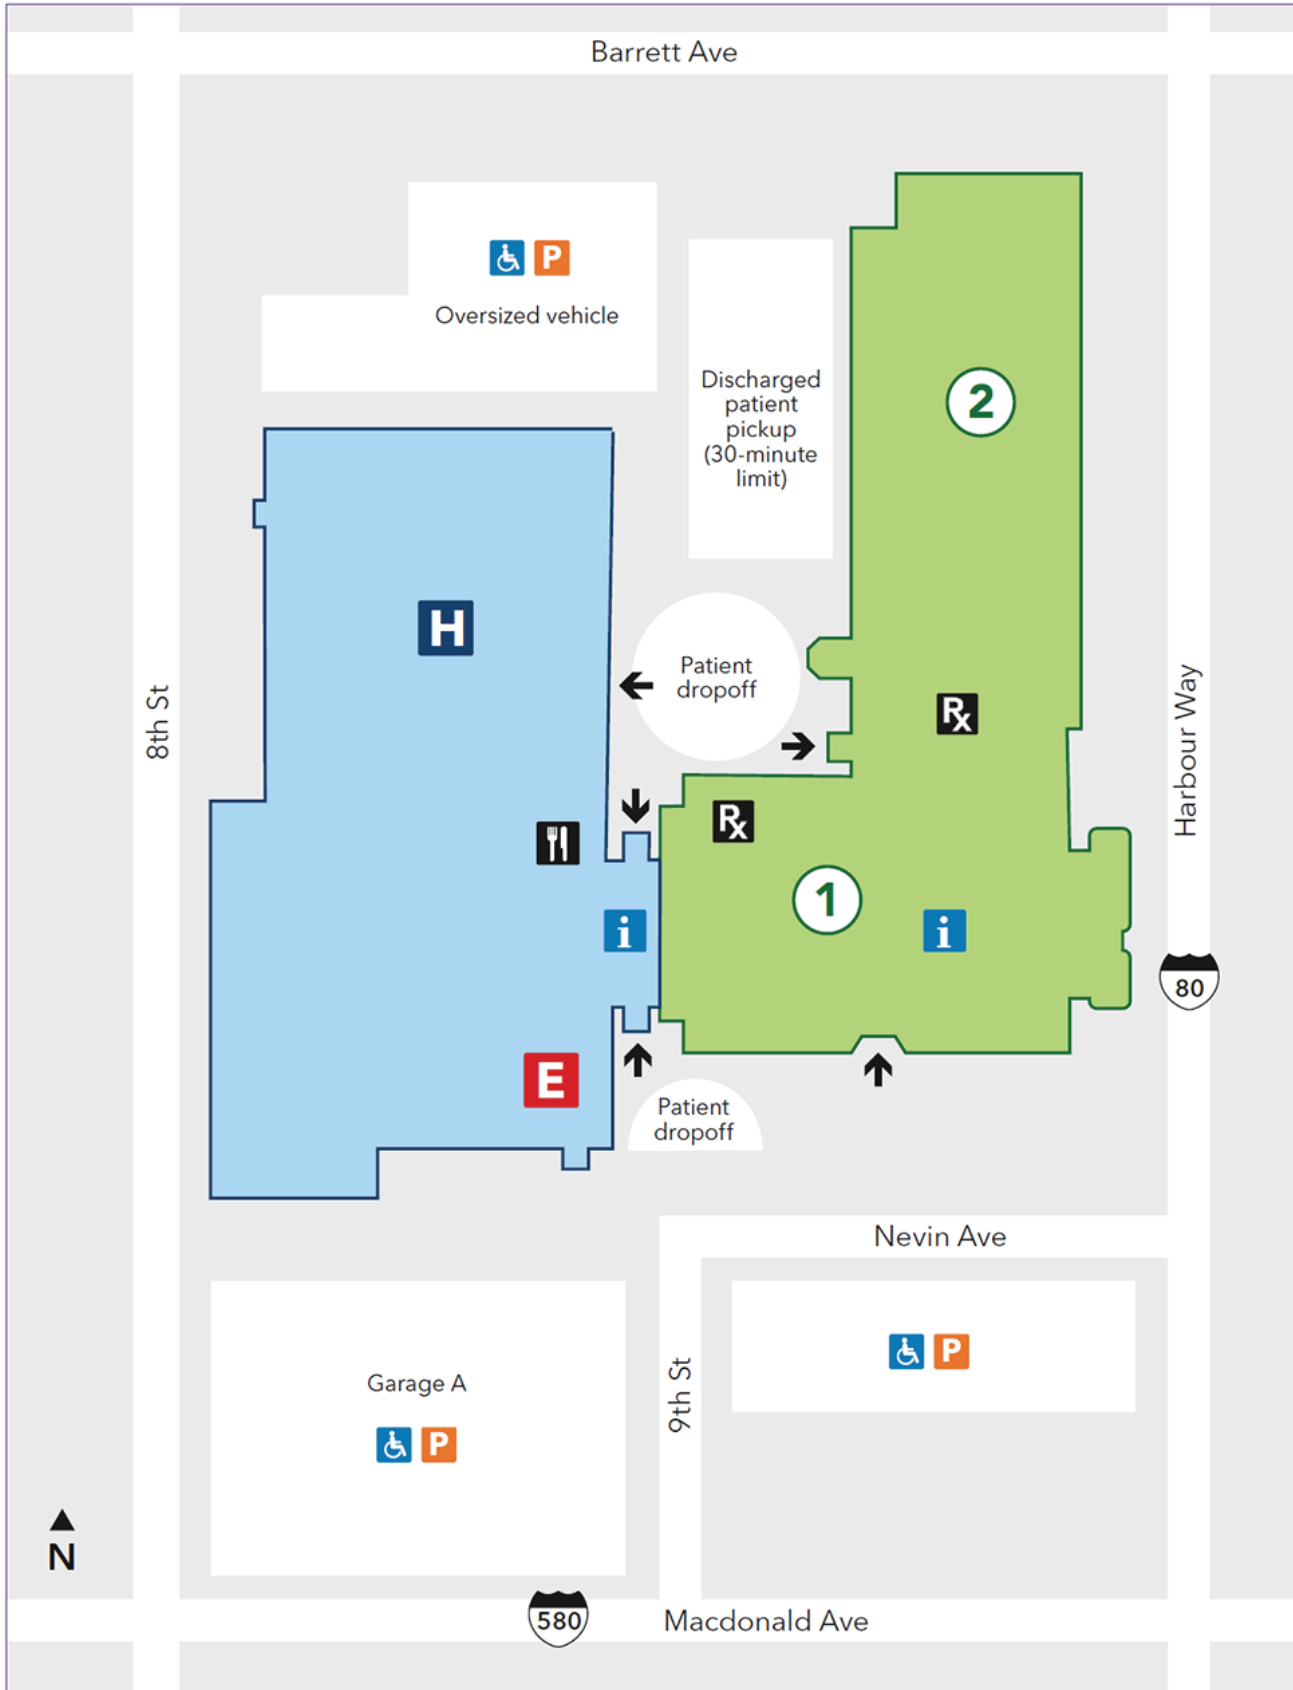 Barrett Ave
P
Oversized vehicle
Discharged
patient
pickup
(30-minute
limit)
2
H
Patient
dropoff
8th St
Harbour Way
Rx
Rx
1
i
i
80
E
Patient
dropoff
Nevin Ave
P
Garage A
P
9th St
N
580
Macdonald Ave